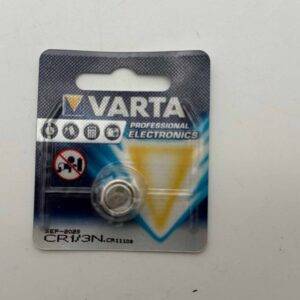 VARTA
PROFESSIONAL
ELECTRONICS
CR1/3N